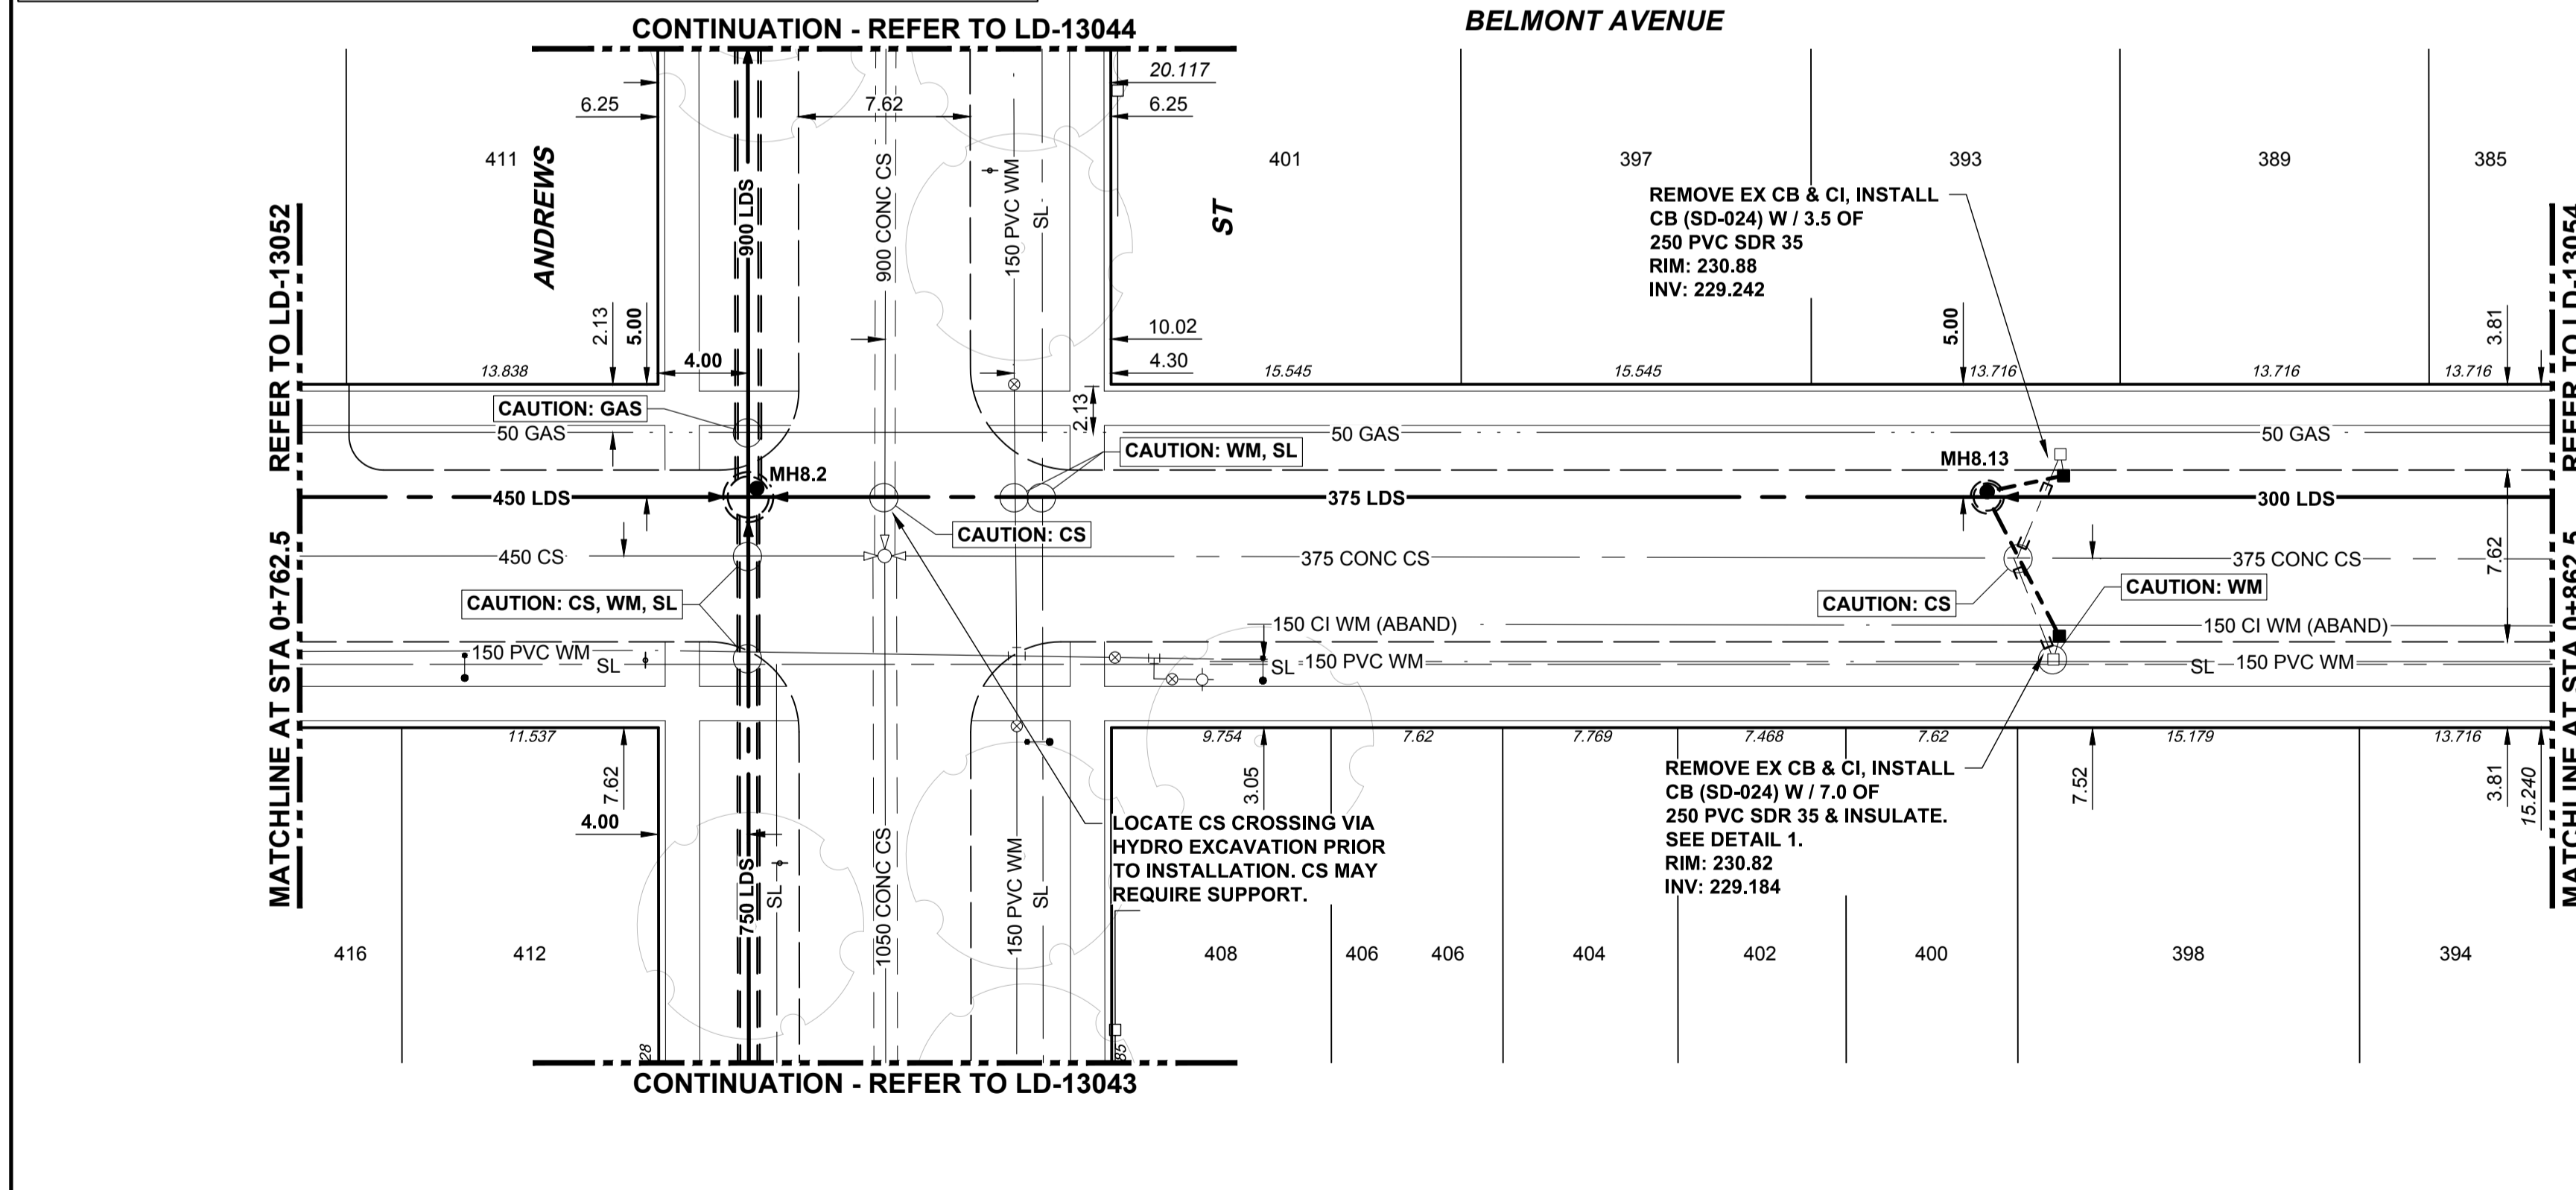 CONTINUATION - REFER TO LD-13044
BELMONT AVENUE
20.117
6.25
7.62
6.25
411
ANDREWS
900 LDS
900 CONC CS
150 PVC WM
SL
ST
401
397
393
389
385
REMOVE EX CB & CI, INSTALL
CB (SD-024) W / 3.5 OF
250 PVC SDR 35
RIM: 230.88
INV: 229.242
REFER TO LD-13052
REFER TO LD-13054
2.13
5.00
4.00
10.02
4.30
5.00
3.81
13.838
15.545
15.545
13.716
13.716
13.716
CAUTION: GAS
2.13
50 GAS
50 GAS
50 GAS
CAUTION: WM, SL
MH8.2
MH8.13
450 LDS
375 LDS
300 LDS
CAUTION: CS
450 CS
375 CONC CS
375 CONC CS
7.62
CAUTION: CS, WM, SL
CAUTION: CS
CAUTION: WM
150 CI WM (ABAND)
150 CI WM (ABAND)
150 PVC WM
SL
SL
150 PVC WM
SL
150 PVC WM
MATCHLINE AT STA 0+762.5
MATCHLINE AT STA 0+862.5
11.537
9.754
7.62
7.769
7.468
7.62
15.179
13.716
7.62
4.00
3.05
7.52
3.81
15.240
REMOVE EX CB & CI, INSTALL
CB (SD-024) W / 7.0 OF
250 PVC SDR 35 & INSULATE.
SEE DETAIL 1.
RIM: 230.82
INV: 229.184
LOCATE CS CROSSING VIA
HYDRO EXCAVATION PRIOR
TO INSTALLATION. CS MAY
REQUIRE SUPPORT.
750 LDS
SL
1050 CONC CS
150 PVC WM
SL
416
412
408
406
406
404
402
400
398
394
28
85
CONTINUATION - REFER TO LD-13043